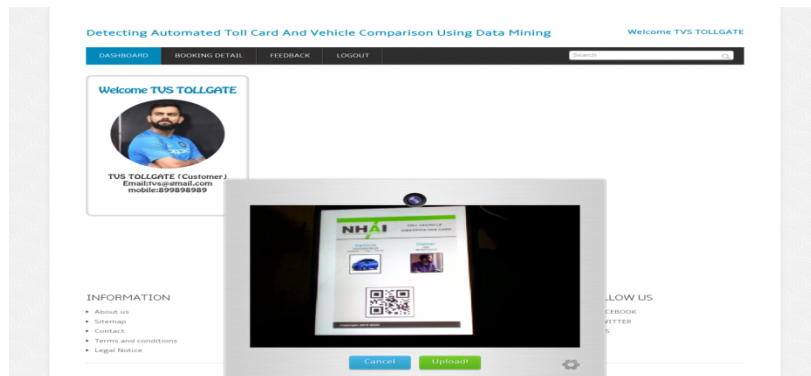 Detecting Automated Toll Card And Vehicle Comparison Using Data Mining
Welcome TVS TOLLGATE
DASHBOARD BOOKING DETAIL FEEDBACK LOGOUT
Search
Welcome TVS TOLLGATE
TVS TOLLGATE (Customer)
Email:tvs@gmail.com
mobile:899898989
NHAI
Cancel Upload!
INFORMATION
About us
Sitemap
Contact
Terms and conditions
Legal Notice
LLOW US
CEBOOK
ITTER
S